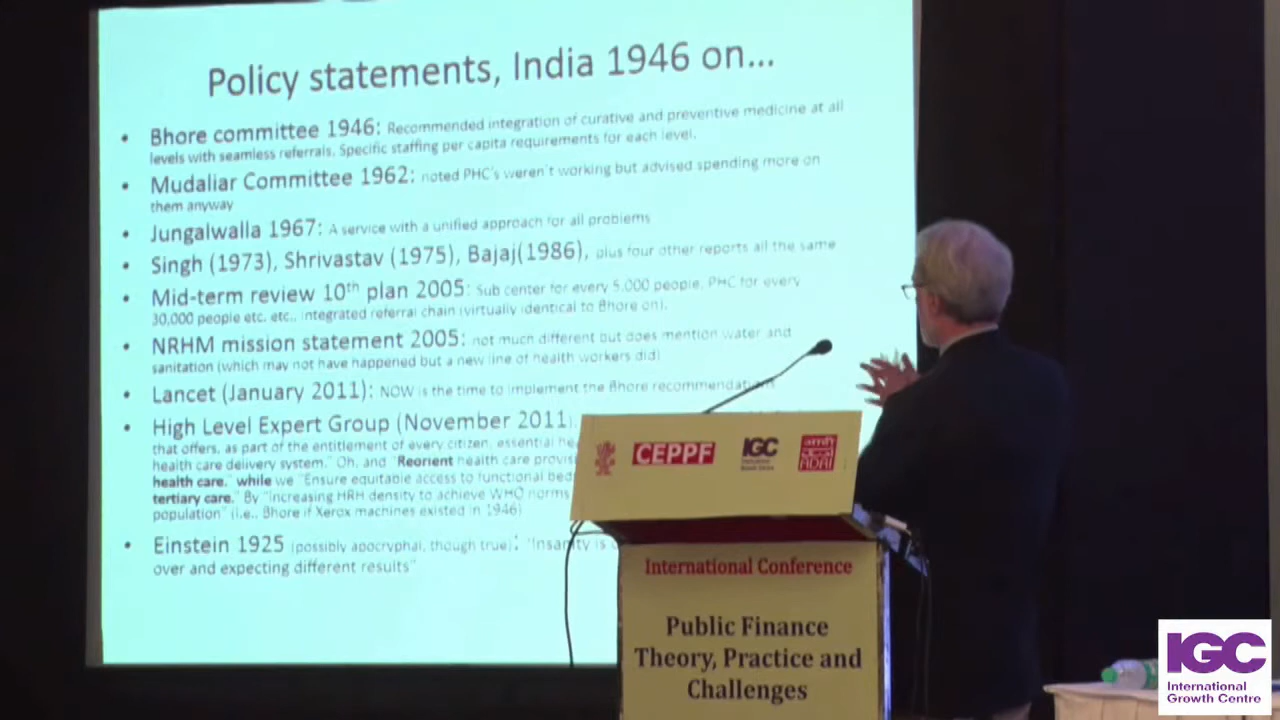 Policy statements, India 1946 on...
• Bhore committee 1946: Recommended integration of curative and preventive medicine at all
levels with seamless referrals. Specific staffing per capita requirements for each level.
• Mudaliar Committee 1962: noted PHC's weren't working but advised spending more on
them anyway
• Jungalwalla 1967: A service with a unified approach for all problems
• Singh (1973), Shrivastav (1975), Bajaj(1986), plus four other reports all the same
• Mid-term review 10th plan 2005: Sub center for every 5,000 people, PHC for every
30,000 people etc. etc., integrated referral chain (virtually identical to Bhore on).
• NRHM mission statement 2005: not much different but does mention water and
sanitation (which may not have happened but a new line of health workers did)
• Lancet (January 2011): NOW is the time to implement the Bhore recommendations
• High Level Expert Group (November 2011)
that offers, as part of the entitlement of every citizen, essential
health care delivery system." Oh, and "Reorient health care
health care," while we "Ensure equitable access to functional
tertiary care." By "Increasing HRH density to achieve WHO norms
population" (i.e., Bhore if Xerox machines existed in 1946)
• Einstein 1925 (possibly apocryphal, though true): "Insanity is
over and expecting different results"
CEPPF
IGC
International Conference
Public Finance
Theory, Practice and
Challenges
IGC
International
Growth Centre